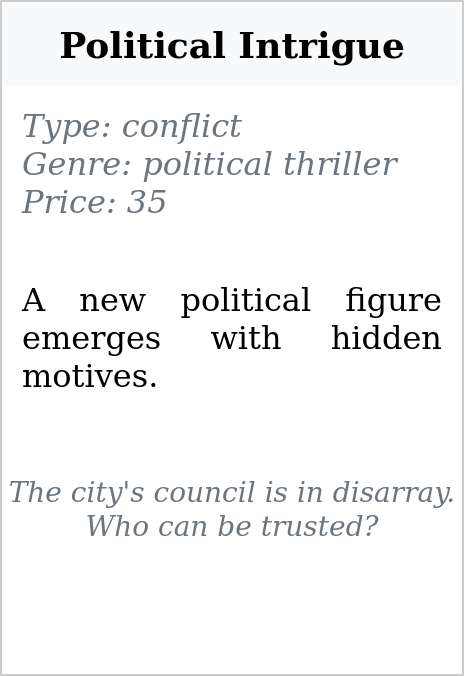 Political Intrigue
Type: conflict
Genre: political thriller
Price: 35
A new political figure
emerges with hidden
motives.
The city's council is in disarray.
Who can be trusted?